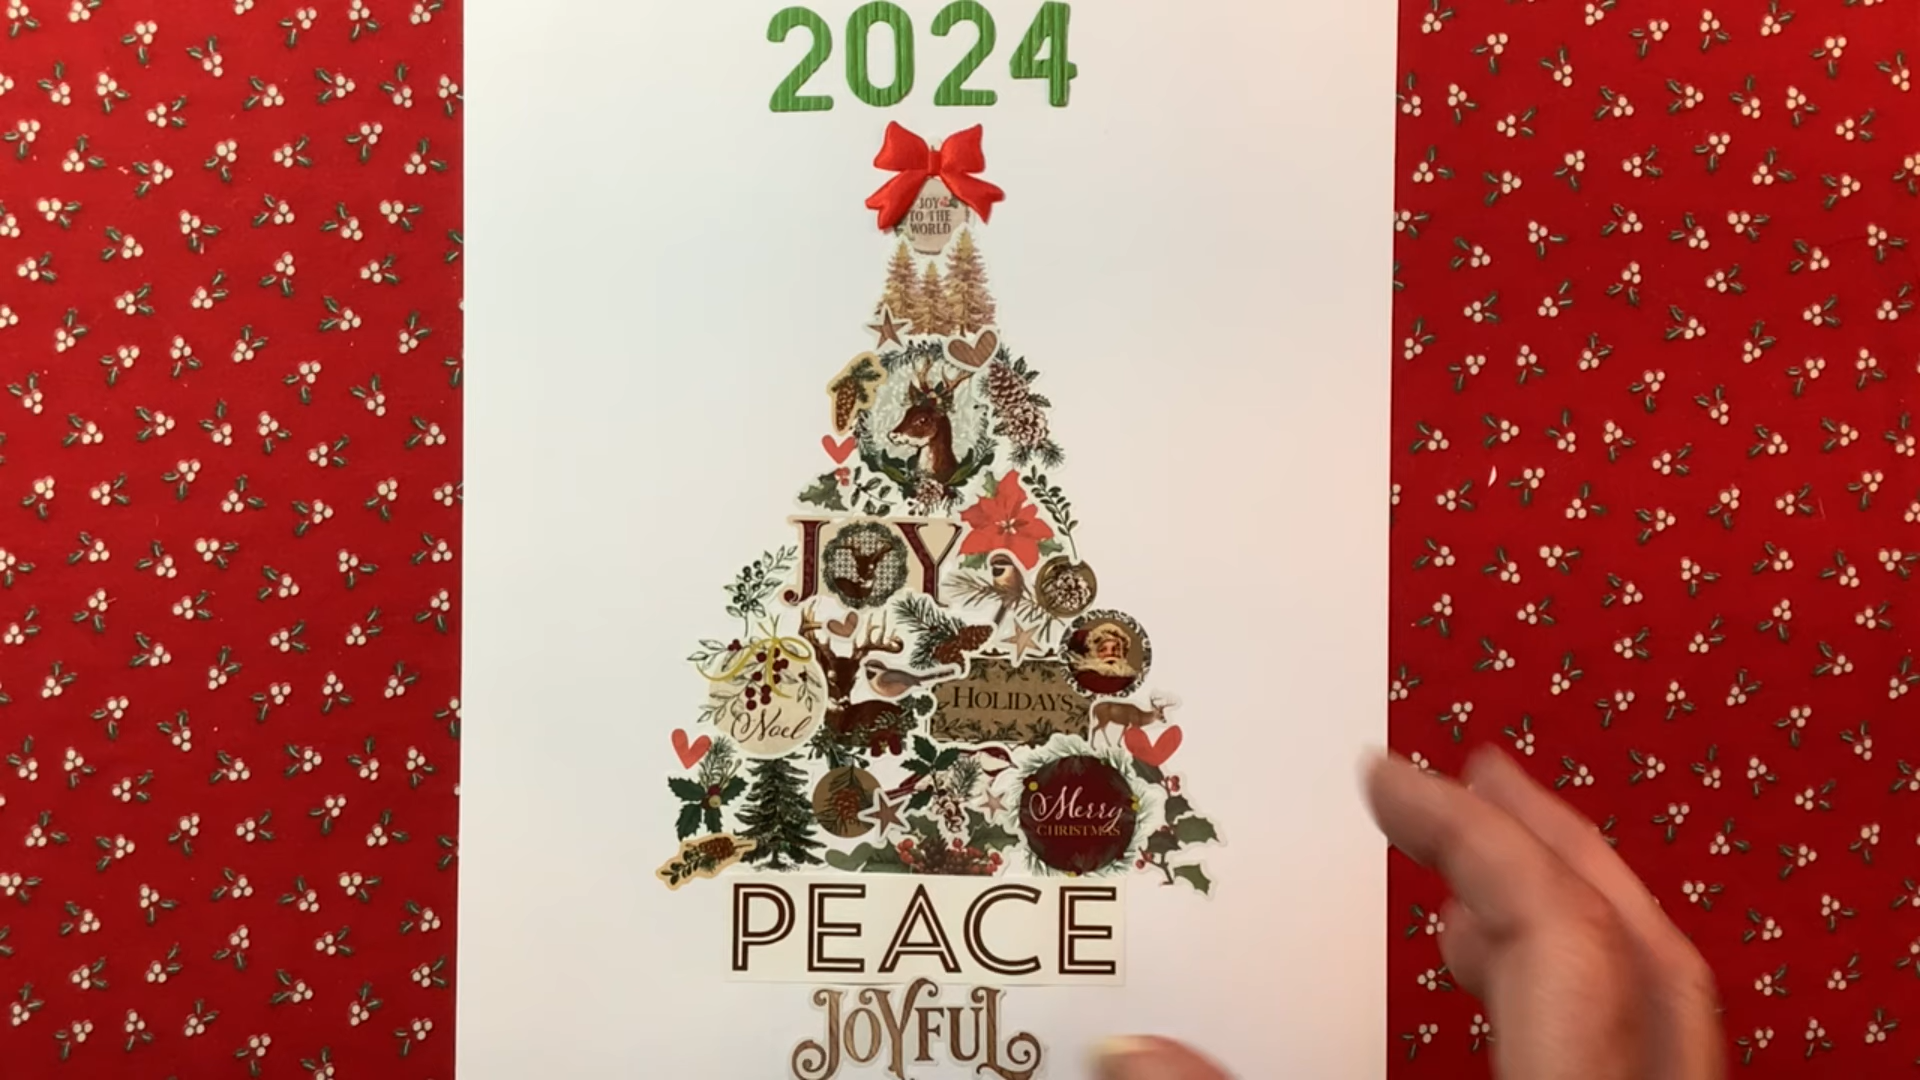 2024
JOY
TO THE
WORLD
JOY
HOLIDAYS
Noel
Merry
CHRISTMAS
PEACE
JOYFUL